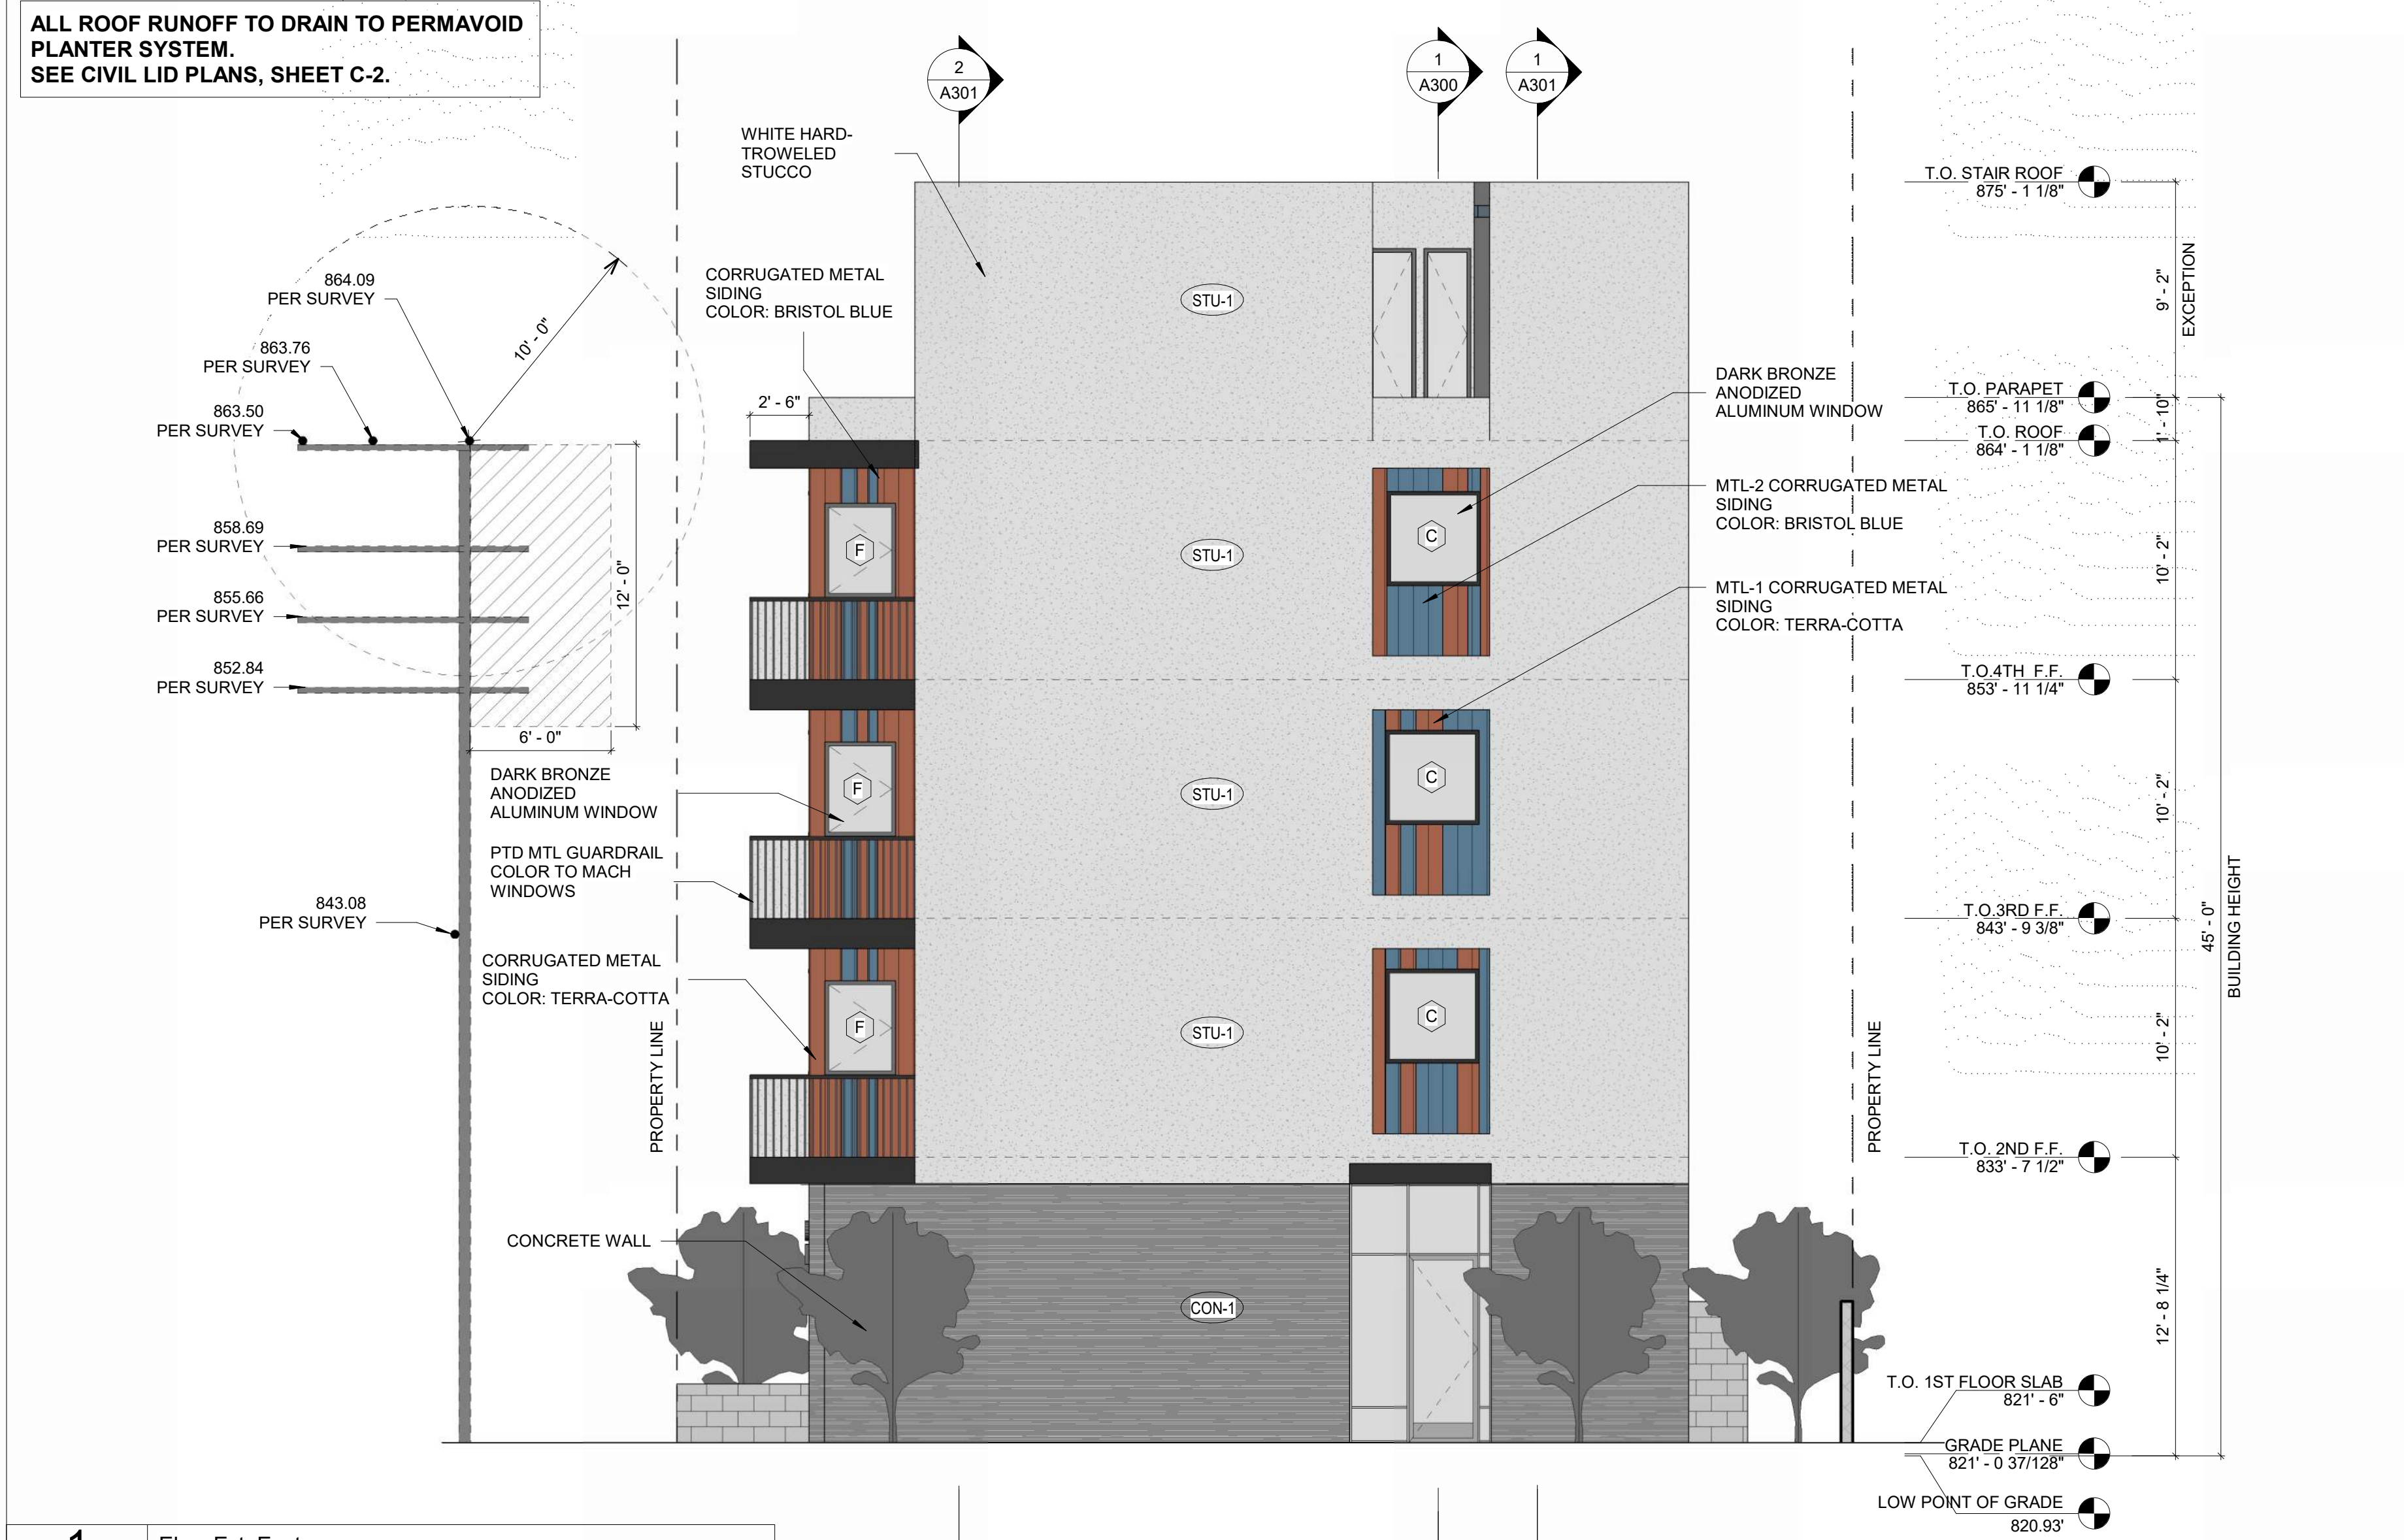 ALL ROOF RUNOFF TO DRAIN TO PERMAVOID
PLANTER SYSTEM.
SEE CIVIL LID PLANS, SHEET C-2.
2
A301
1
A300
1
A301
WHITE HARD-
TROWELED
STUCCO
CORRUGATED METAL
SIDING
COLOR: BRISTOL BLUE
864.09
PER SURVEY
863.76
PER SURVEY
863.50
PER SURVEY
858.69
PER SURVEY
855.66
PER SURVEY
852.84
PER SURVEY
843.08
PER SURVEY
10' - 0"
2' - 6"
12' - 0"
6' - 0"
DARK BRONZE
ANODIZED
ALUMINUM WINDOW
PTD MTL GUARDRAIL
COLOR TO MACH
WINDOWS
CORRUGATED METAL
SIDING
COLOR: TERRA-COTTA
PROPERTY LINE
CONCRETE WALL
F
F
F
STU-1
STU-1
STU-1
STU-1
CON-1
C
C
C
DARK BRONZE
ANODIZED
ALUMINUM WINDOW
MTL-2 CORRUGATED METAL
SIDING
COLOR: BRISTOL BLUE
MTL-1 CORRUGATED METAL
SIDING
COLOR: TERRA-COTTA
PROPERTY LINE
T.O. STAIR ROOF
875' - 1 1/8"
T.O. PARAPET
865' - 11 1/8"
T.O. ROOF
864' - 1 1/8"
T.O.4TH F.F.
853' - 11 1/4"
T.O.3RD F.F.
843' - 9 3/8"
T.O. 2ND F.F.
833' - 7 1/2"
T.O. 1ST FLOOR SLAB
821' - 6"
GRADE PLANE
821' - 0 37/128"
LOW POINT OF GRADE
820.93'
9' - 2"
EXCEPTION
1' - 10"
10' - 2"
10' - 2"
10' - 2"
12' - 8 1/4"
45' - 0"
BUILDING HEIGHT
1